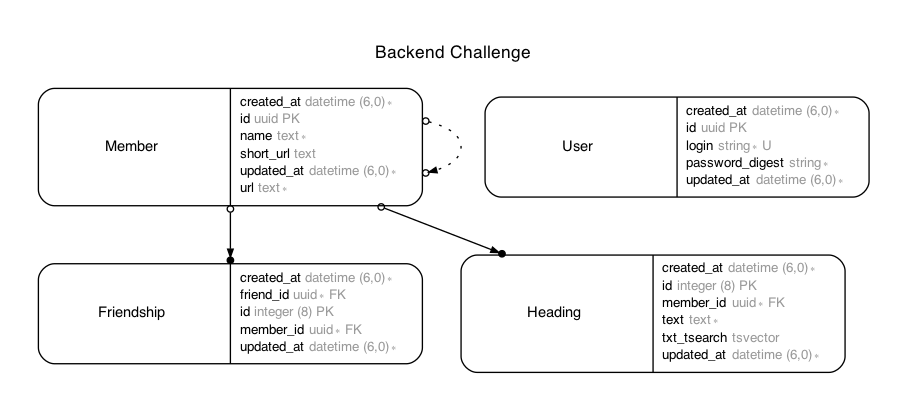 Backend Challenge
Member
created_at datetime (6,0) *
id uuid PK
name text *
short_url text
updated_at datetime (6,0) *
url text *
User
created_at datetime (6,0) *
id uuid PK
login string * U
password_digest string *
updated_at datetime (6,0) *
Friendship
created_at datetime (6,0) *
friend_id uuid * FK
id integer (8) PK
member_id uuid * FK
updated_at datetime (6,0) *
Heading
created_at datetime (6,0) *
id integer (8) PK
member_id uuid * FK
text text *
txt_tsearch tsvector
updated_at datetime (6,0) *